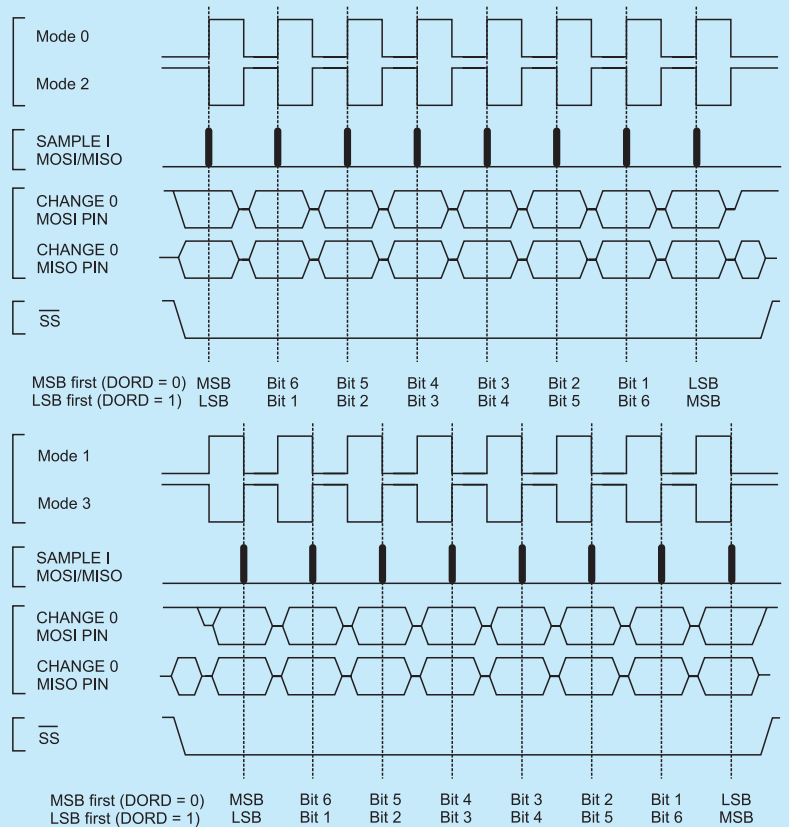 Mode 0
Mode 2
SAMPLE I
MOSI/MISO
CHANGE 0
MOSI PIN
CHANGE 0
MISO PIN
SS
MSB first (DORD = 0) MSB Bit 6 Bit 5 Bit 4 Bit 3 Bit 2 Bit 1 LSB
LSB first (DORD = 1) LSB Bit 1 Bit 2 Bit 3 Bit 4 Bit 5 Bit 6 MSB
Mode 1
Mode 3
SAMPLE I
MOSI/MISO
CHANGE 0
MOSI PIN
CHANGE 0
MISO PIN
SS
MSB first (DORD = 0) MSB Bit 6 Bit 5 Bit 4 Bit 3 Bit 2 Bit 1 LSB
LSB first (DORD = 1) LSB Bit 1 Bit 2 Bit 3 Bit 4 Bit 5 Bit 6 MSB